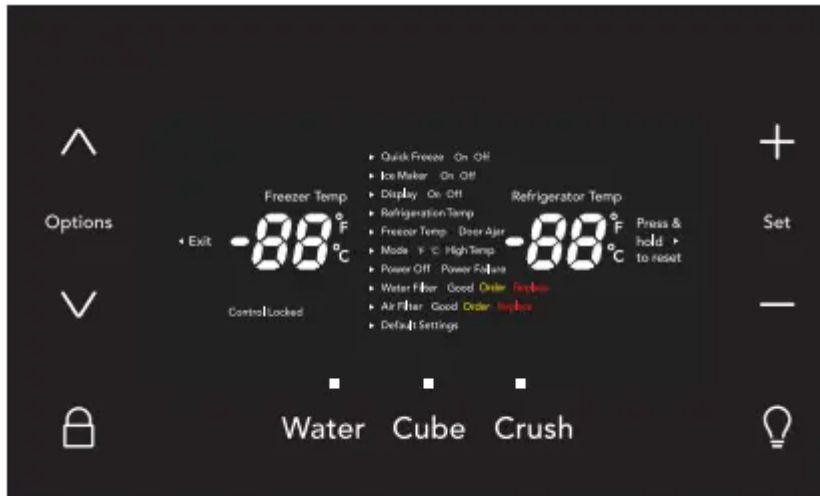 Quick Freeze On Off
Ice Maker On Off
Display On Off
Refrigeration Temp
Freezer Temp Door Ajar
Mode °F °C High Temp
Power Off Power Failure
Water Filter Good Order Replace
Air Filter Good Order Replace
Default Settings
Freezer Temp
-88 °F °C
Exit
Control Locked
Refrigerator Temp
-88 °F °C
Press &
hold
to reset
Options
Set
Water Cube Crush